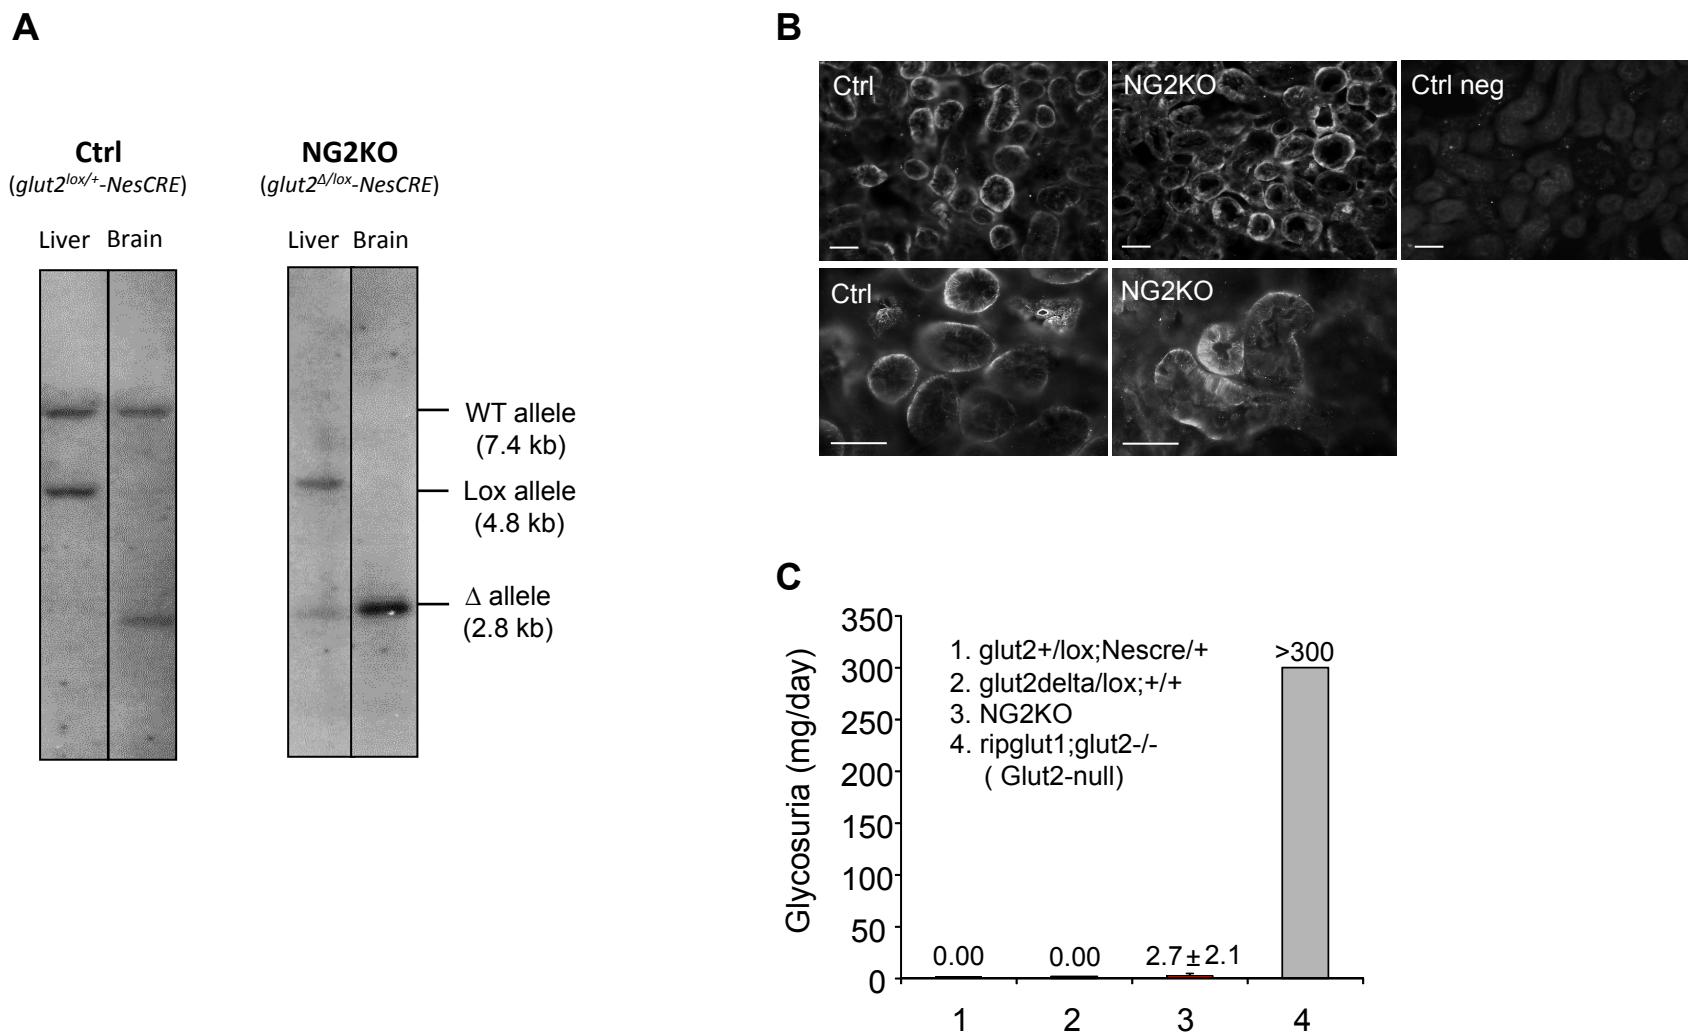 A
Ctrl
(glut2lox/+-NesCRE)
Liver Brain
NG2KO
(glut2Δ/lox-NesCRE)
Liver Brain
WT allele
(7.4 kb)
Lox allele
(4.8 kb)
Δ allele
(2.8 kb)
B
Ctrl
NG2KO
Ctrl neg
Ctrl
NG2KO
C
Glycosuria (mg/day)
350
300
250
200
150
100
50
0
1. glut2+/lox;Nescre/+
2. glut2delta/lox;+/+
3. NG2KO
4. ripglut1;glut2-/-
( Glut2-null)
0.00
0.00
2.7±2.1
>300
1 2 3 4